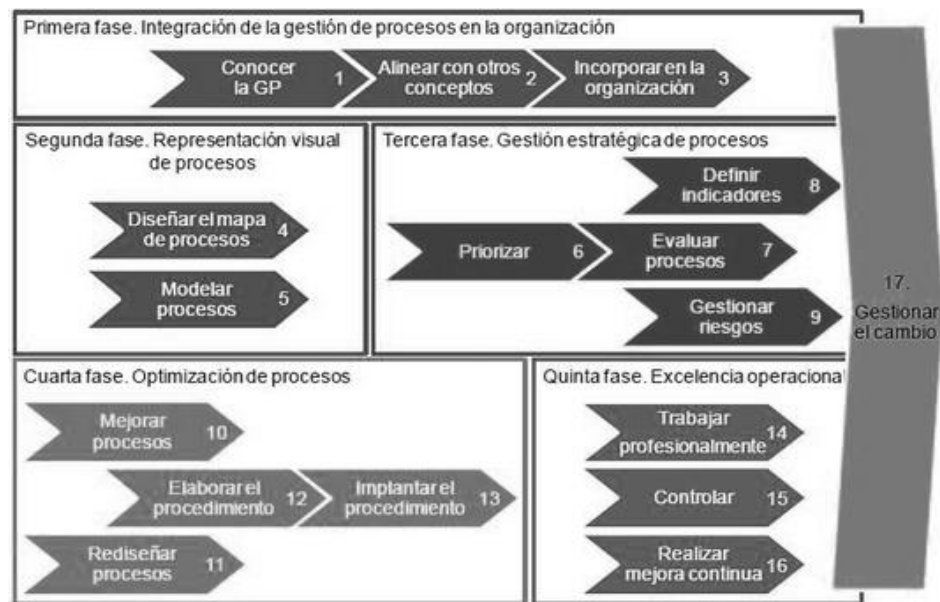 Primera fase. Integración de la gestión de procesos en la organización
Conocer
la GP
1
Alinear con otros
conceptos
2
Incorporar en la
organización
3
Segunda fase. Representación visual
de procesos
Diseñar el mapa
de procesos
4
Modelar
procesos
5
Tercera fase. Gestión estratégica de procesos
Definir
indicadores
8
Priorizar
6
Evaluar
procesos
7
Gestionar
riesgos
9
Cuarta fase. Optimización de procesos
Mejorar
procesos
10
Elaborar el
procedimiento
12
Implantar el
procedimiento
13
Rediseñar
procesos
11
Quinta fase. Excelencia operacional
Trabajar
profesionalmente
14
Controlar
15
Realizar
mejora continua
16
17.
Gestionar
el cambio